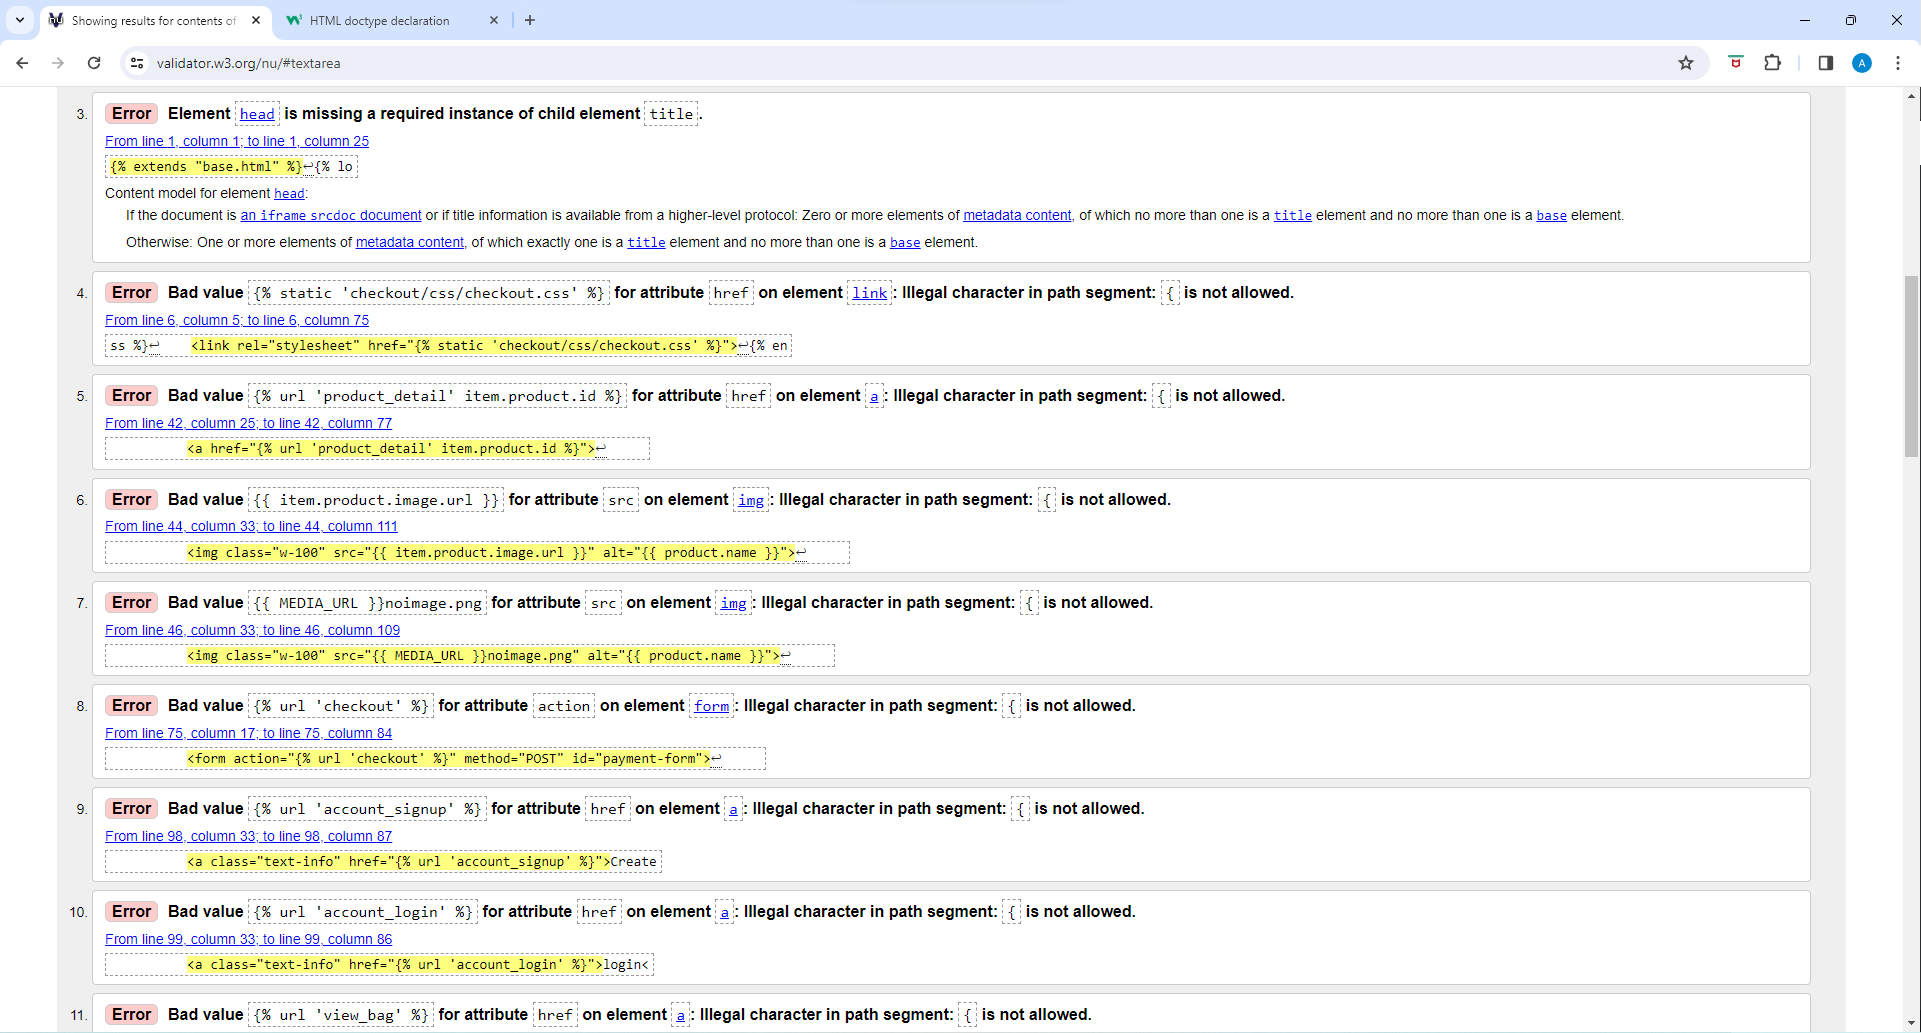 Showing results for contents of
HTML doctype declaration
validator.w3.org/nu/#textarea
A
3. Error Element head is missing a required instance of child element title.
From line 1, column 1; to line 1, column 25
{% extends "base.html" %}↩{% lo
Content model for element head:
If the document is an iframe srcdoc document or if title information is available from a higher-level protocol: Zero or more elements of metadata content, of which no more than one is a title element and no more than one is a base element.
Otherwise: One or more elements of metadata content, of which exactly one is a title element and no more than one is a base element.
4. Error Bad value {% static 'checkout/css/checkout.css' %} for attribute href on element link: Illegal character in path segment: { is not allowed.
From line 6, column 5; to line 6, column 75
ss %}↩ <link rel="stylesheet" href="{% static 'checkout/css/checkout.css' %}">↩{% en
5. Error Bad value {% url 'product_detail' item.product.id %} for attribute href on element a: Illegal character in path segment: { is not allowed.
From line 42, column 25; to line 42, column 77
<a href="{% url 'product_detail' item.product.id %}">↩
6. Error Bad value {{ item.product.image.url }} for attribute src on element img: Illegal character in path segment: { is not allowed.
From line 44, column 33; to line 44, column 111
<img class="w-100" src="{{ item.product.image.url }}" alt="{{ product.name }}">↩
7. Error Bad value {{ MEDIA_URL }}noimage.png for attribute src on element img: Illegal character in path segment: { is not allowed.
From line 46, column 33; to line 46, column 109
<img class="w-100" src="{{ MEDIA_URL }}noimage.png" alt="{{ product.name }}">↩
8. Error Bad value {% url 'checkout' %} for attribute action on element form: Illegal character in path segment: { is not allowed.
From line 75, column 17; to line 75, column 84
<form action="{% url 'checkout' %}" method="POST" id="payment-form">↩
9. Error Bad value {% url 'account_signup' %} for attribute href on element a: Illegal character in path segment: { is not allowed.
From line 98, column 33; to line 98, column 87
<a class="text-info" href="{% url 'account_signup' %}">Create
10. Error Bad value {% url 'account_login' %} for attribute href on element a: Illegal character in path segment: { is not allowed.
From line 99, column 33; to line 99, column 86
<a class="text-info" href="{% url 'account_login' %}">login<
11. Error Bad value {% url 'view_bag' %} for attribute href on element a: Illegal character in path segment: { is not allowed.